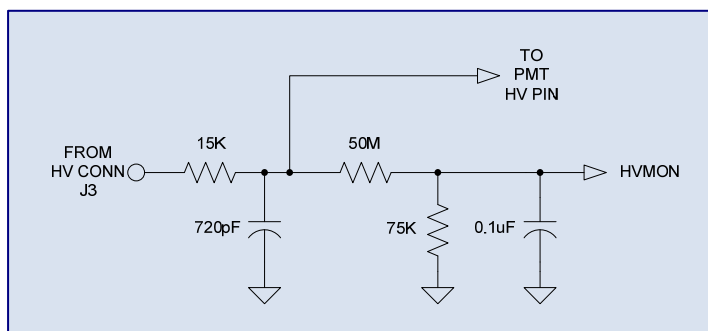 TO
PMT
HV PIN
15K
50M
FROM
HV CONN
J3
HVMON
720pF
75K
0.1uF